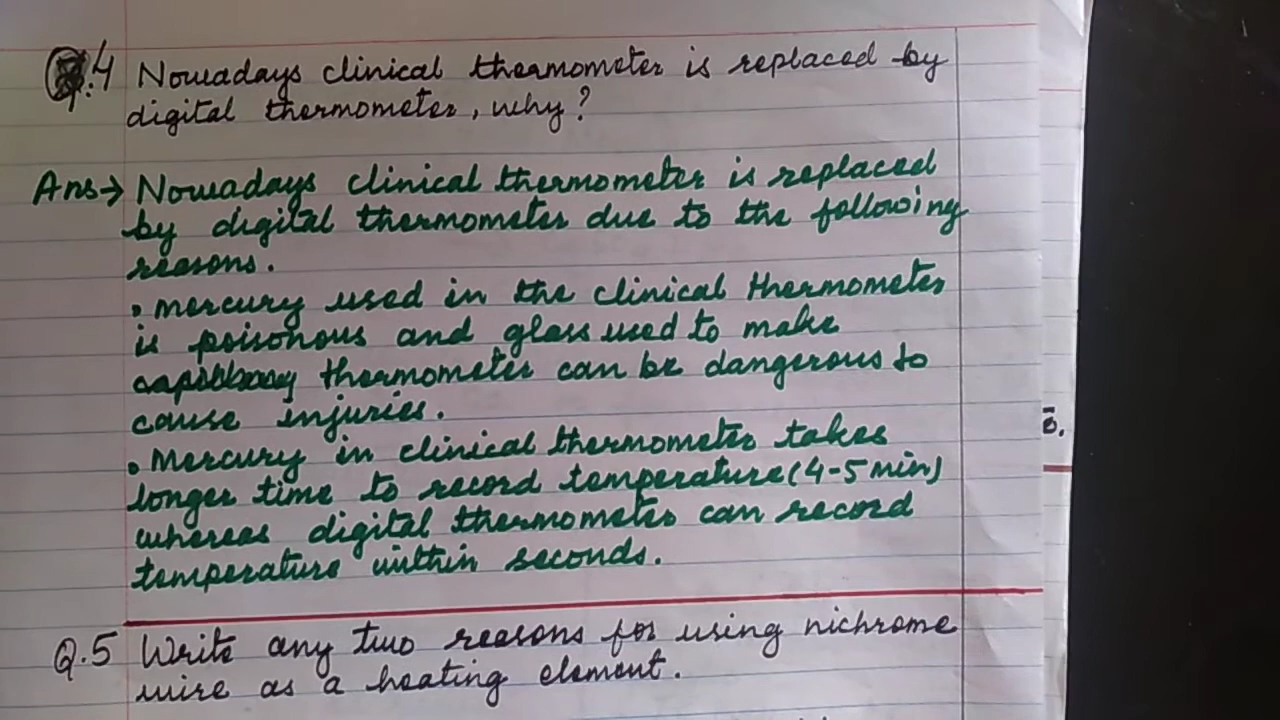 Q.4 Nowadays clinical thermometer is replaced by
digital thermometer, why?
Ans→ Nowadays clinical thermometer is replaced
by digital thermometer due to the following
reasons.
• Mercury used in the clinical thermometer
is poisonous and glass used to make
capillary thermometer can be dangerous to
cause injuries.
• Mercury in clinical thermometer takes
longer time to record temperature (4-5 min)
whereas digital thermometer can record
temperature within seconds.
Q.5 Write any two reasons for using nichrome
wire as a heating element.